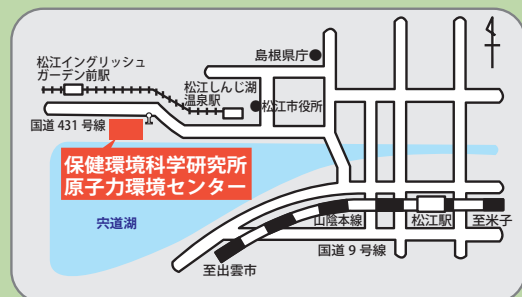 島根県庁
松江イングリッシュ
ガーデン前駅
松江しんじ湖
温泉駅
松江市役所
国道431号線
保健環境科学研究所
原子力環境センター
宍道湖
山陰本線
松江駅
至米子
国道9号線
至出雲市